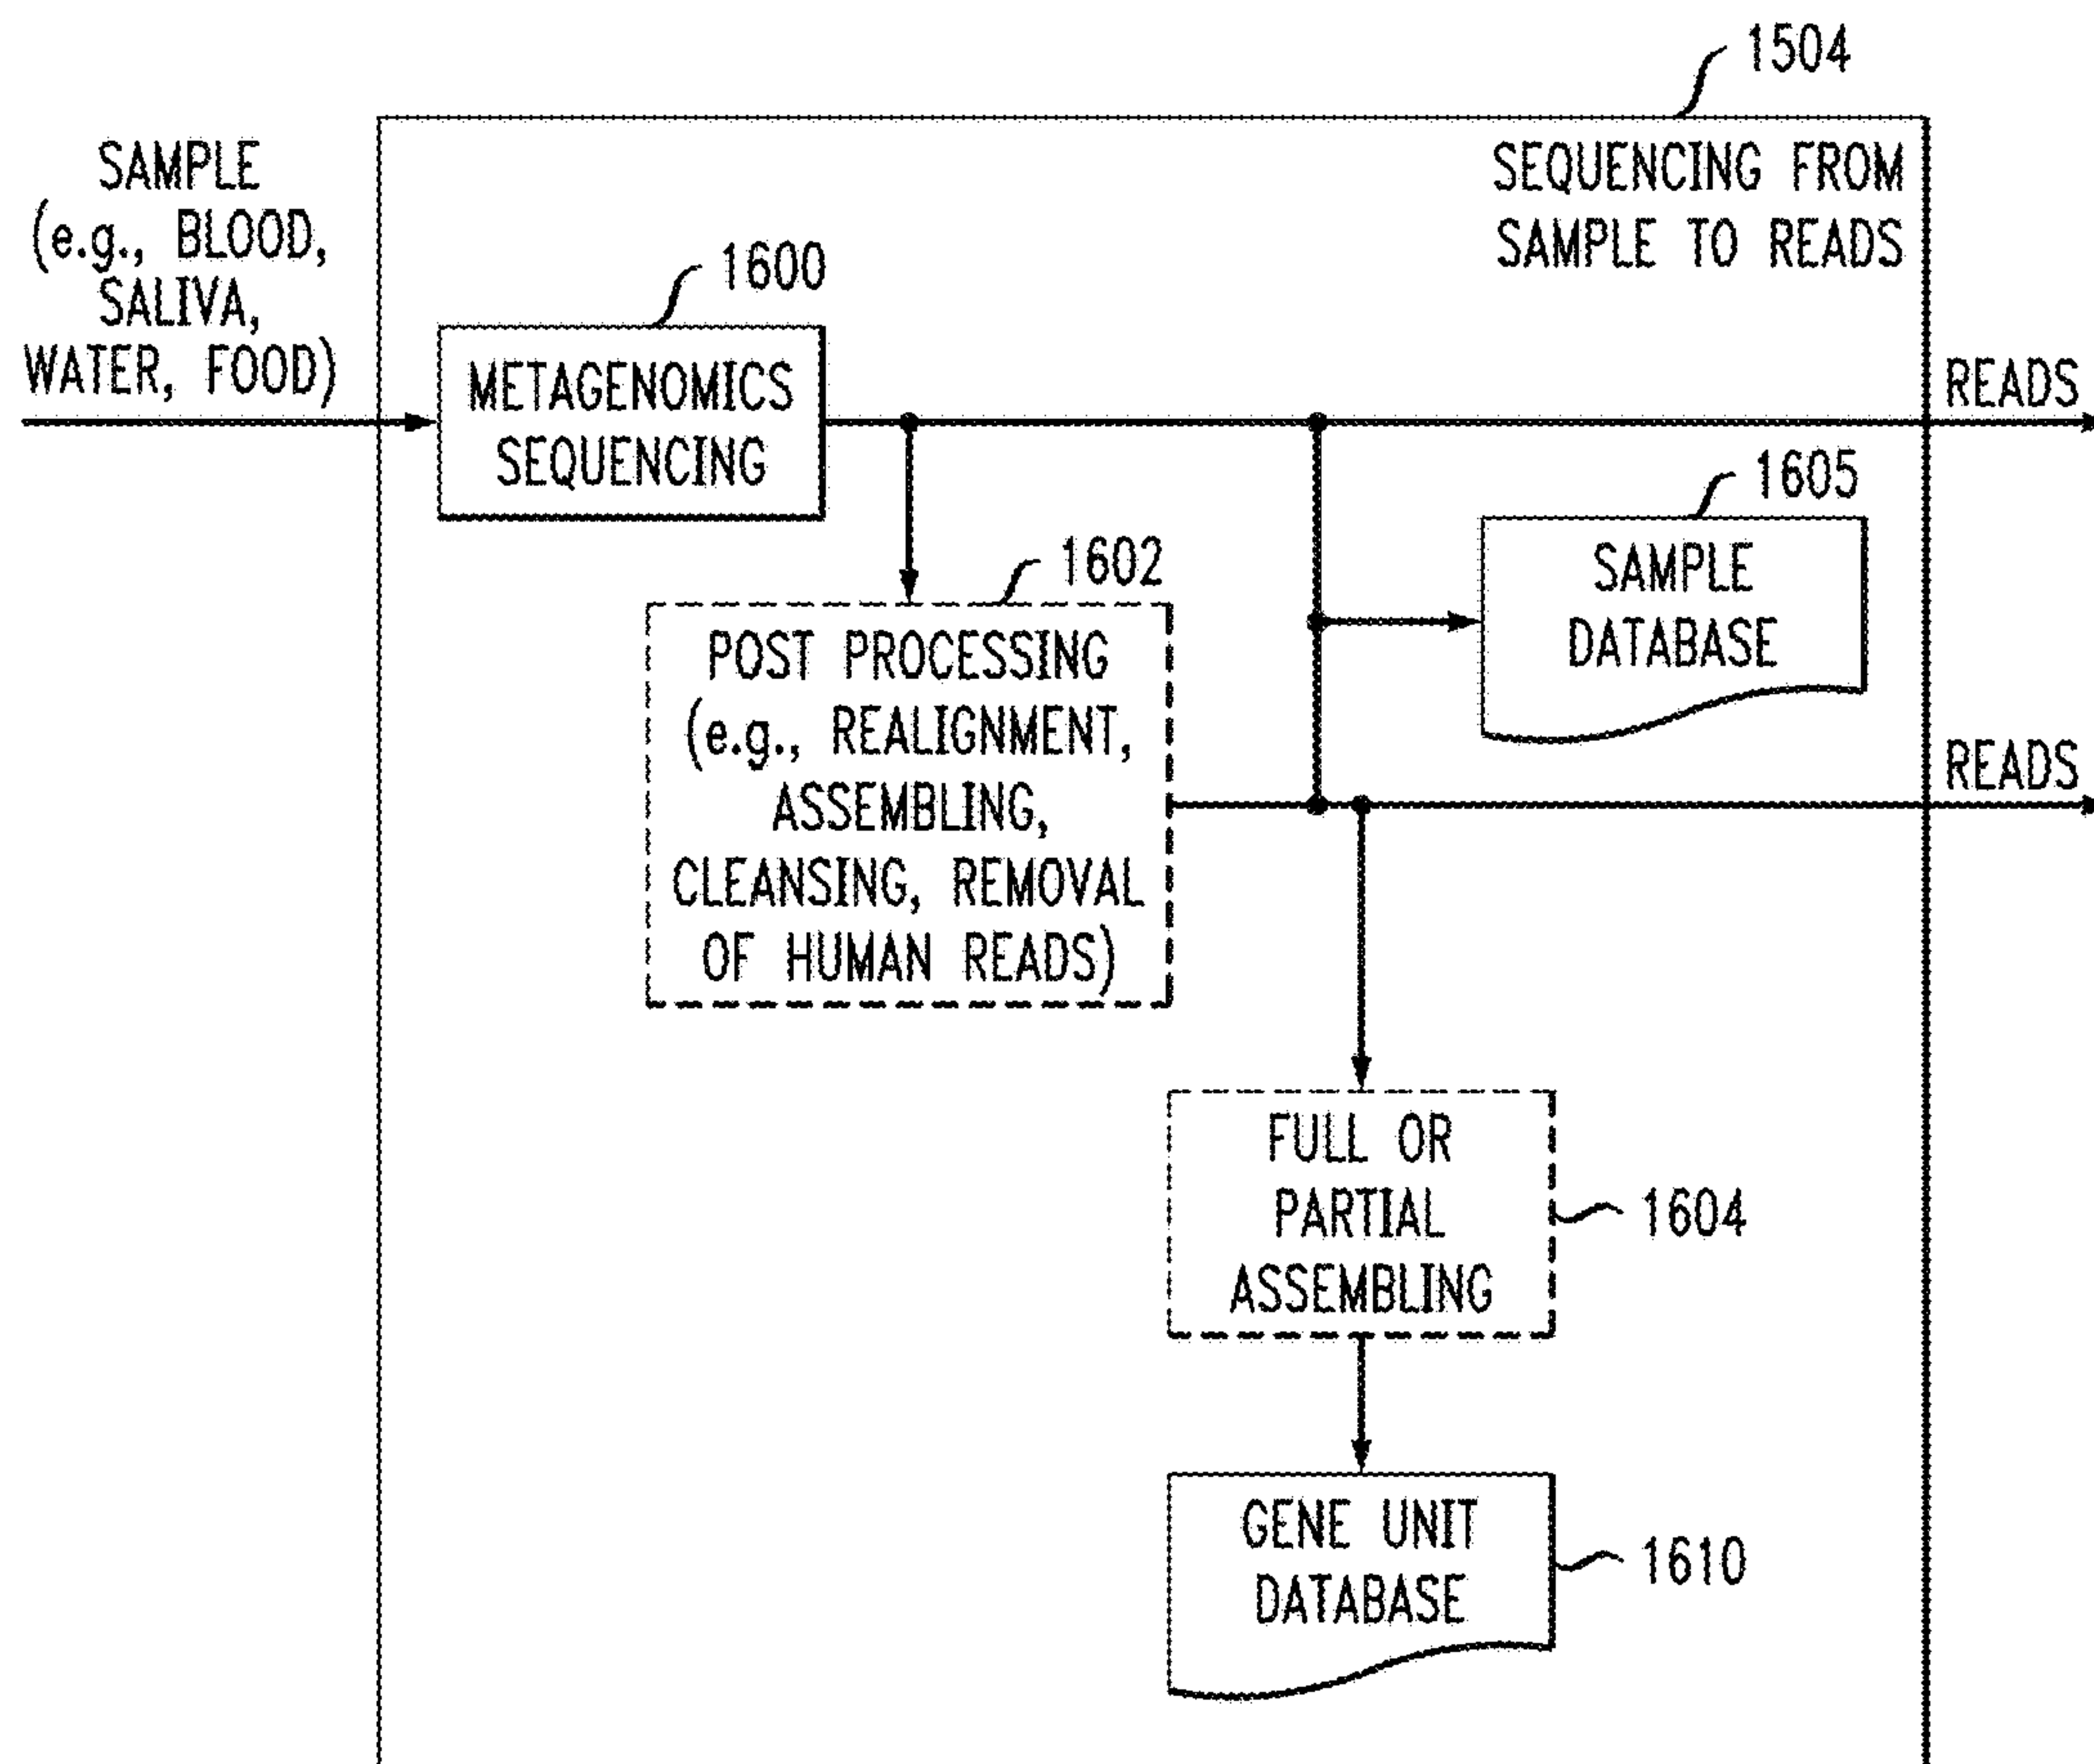 1504
SAMPLE
(e.g., BLOOD,
SALIVA,
WATER, FOOD)
SEQUENCING FROM
SAMPLE TO READS
1600
METAGENOMICS
SEQUENCING
READS
1605
SAMPLE
DATABASE
1602
POST PROCESSING
(e.g., REALIGNMENT,
ASSEMBLING,
CLEANSING, REMOVAL
OF HUMAN READS)
READS
FULL OR
PARTIAL
ASSEMBLING
1604
GENE UNIT
DATABASE
1610